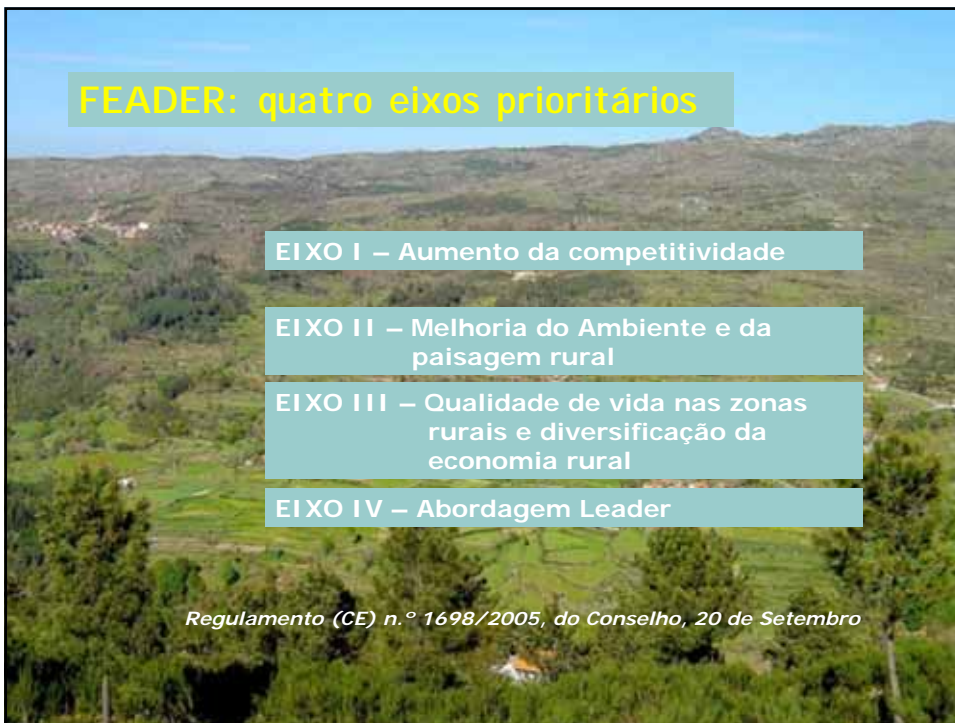 FEADER: quatro eixos prioritários
EIXO I – Aumento da competitividade
EIXO II – Melhoria do Ambiente e da
paisagem rural
EIXO III – Qualidade de vida nas zonas
rurais e diversificação da
economia rural
EIXO IV – Abordagem Leader
Regulamento (CE) n.º 1698/2005, do Conselho, 20 de Setembro